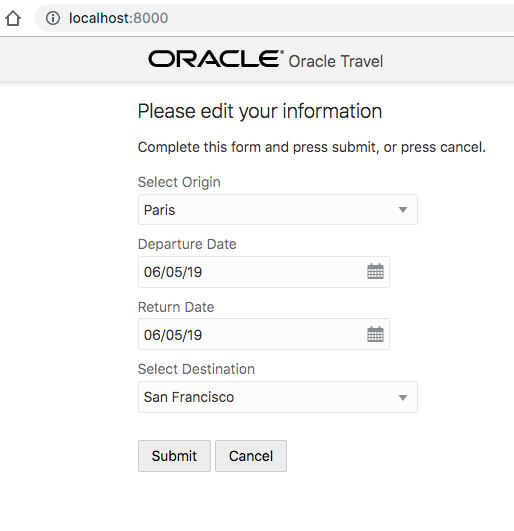 localhost:8000
ORACLE® Oracle Travel
Please edit your information
Complete this form and press submit, or press cancel.
Select Origin
Paris
Departure Date
06/05/19
Return Date
06/05/19
Select Destination
San Francisco
Submit Cancel